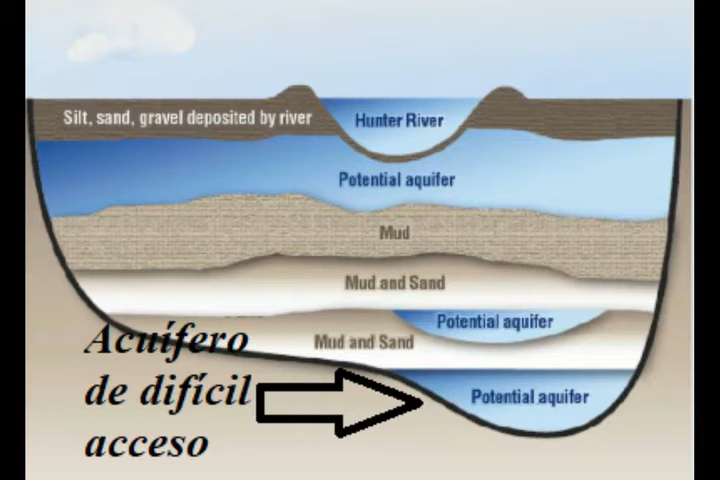 Silt, sand, gravel deposited by river
Hunter River
Potential aquifer
Mud
Mud and Sand
Potential aquifer
Mud and Sand
Potential aquifer
Acuífero
de difícil
acceso